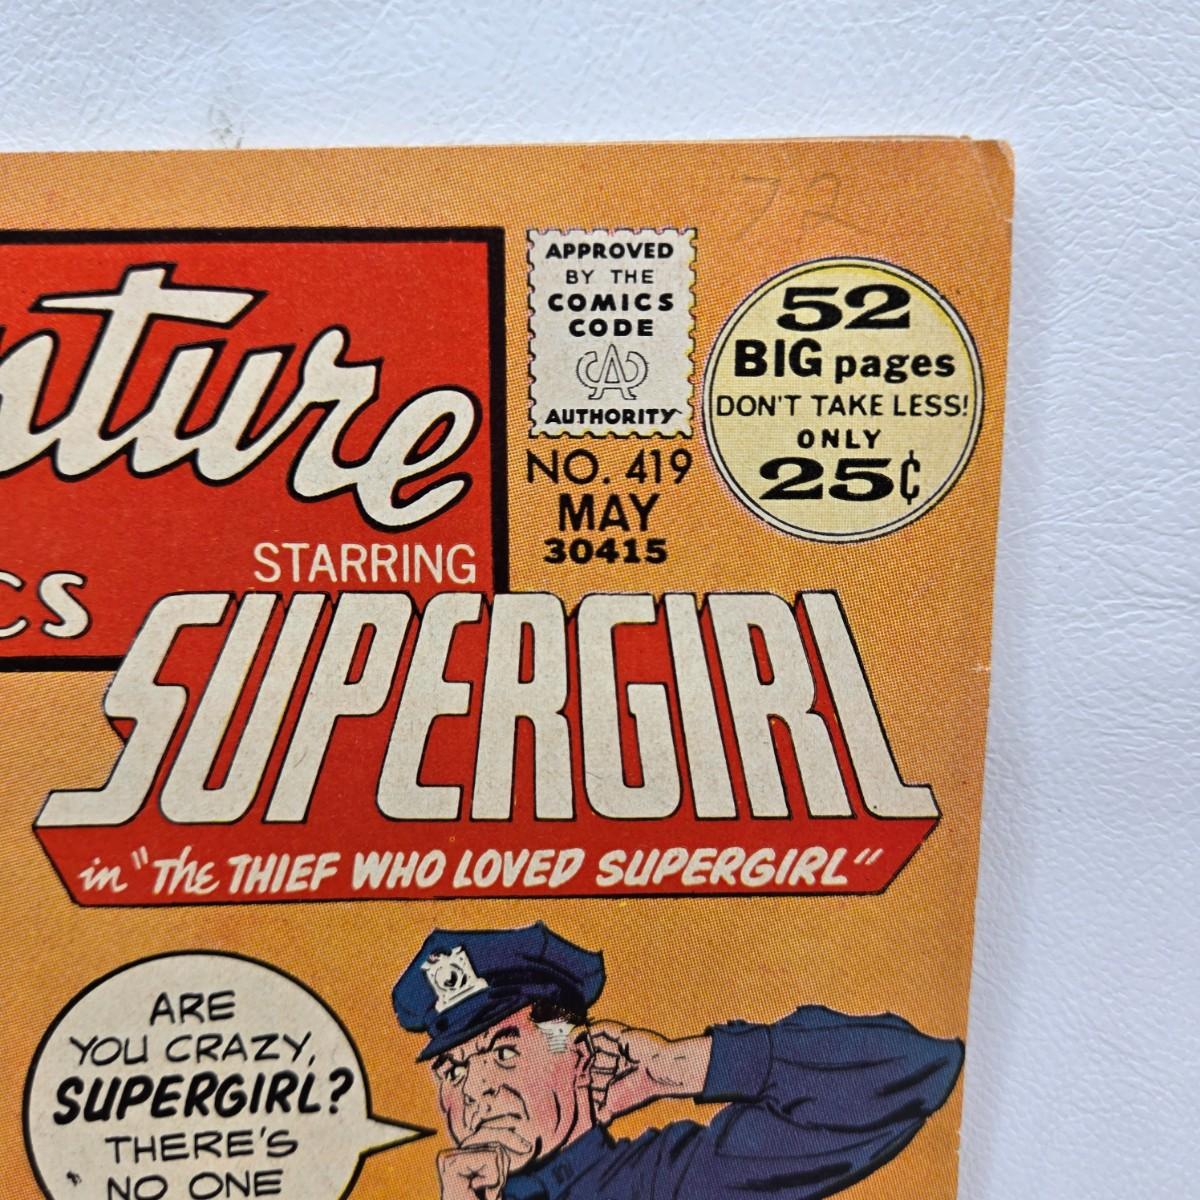 72
APPROVED
BY THE
COMICS
CODE
CA
AUTHORITY
NO. 419
MAY
30415
52
BIG pages
DON'T TAKE LESS!
ONLY
25¢
nture
CS
STARRING
SUPERGIRL
in "The THIEF WHO LOVED SUPERGIRL"
ARE
YOU CRAZY,
SUPERGIRL?
THERE'S
NO ONE